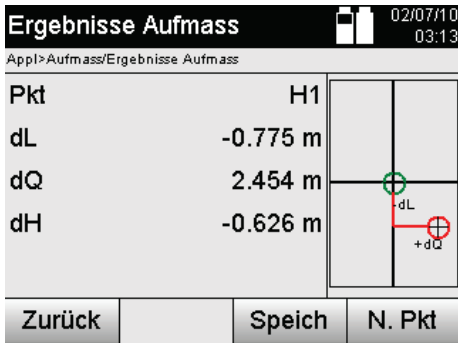 Ergebnisse Aufmass
02/07/10
03:13
Appl>Aufmass/Ergebnisse Aufmass
Pkt H1
dL -0.775 m
dQ 2.454 m
dH -0.626 m
-dL
+dQ
Zurück Speich N. Pkt